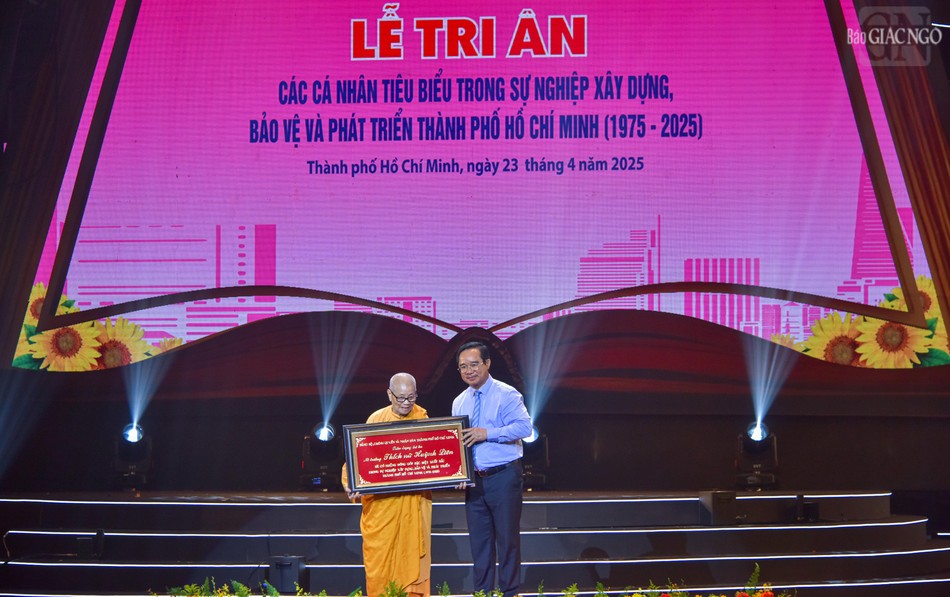 LỄ TRI ÂN
CÁC CÁ NHÂN TIÊU BIỂU TRONG SỰ NGHIỆP XÂY DỰNG,
BẢO VỆ VÀ PHÁT TRIỂN THÀNH PHỐ HỒ CHÍ MINH (1975 - 2025)
Thành phố Hồ Chí Minh, ngày 23 tháng 4 năm 2025
Báo GIÁC NGỘ
GN
Thích nữ Huỳnh Liên